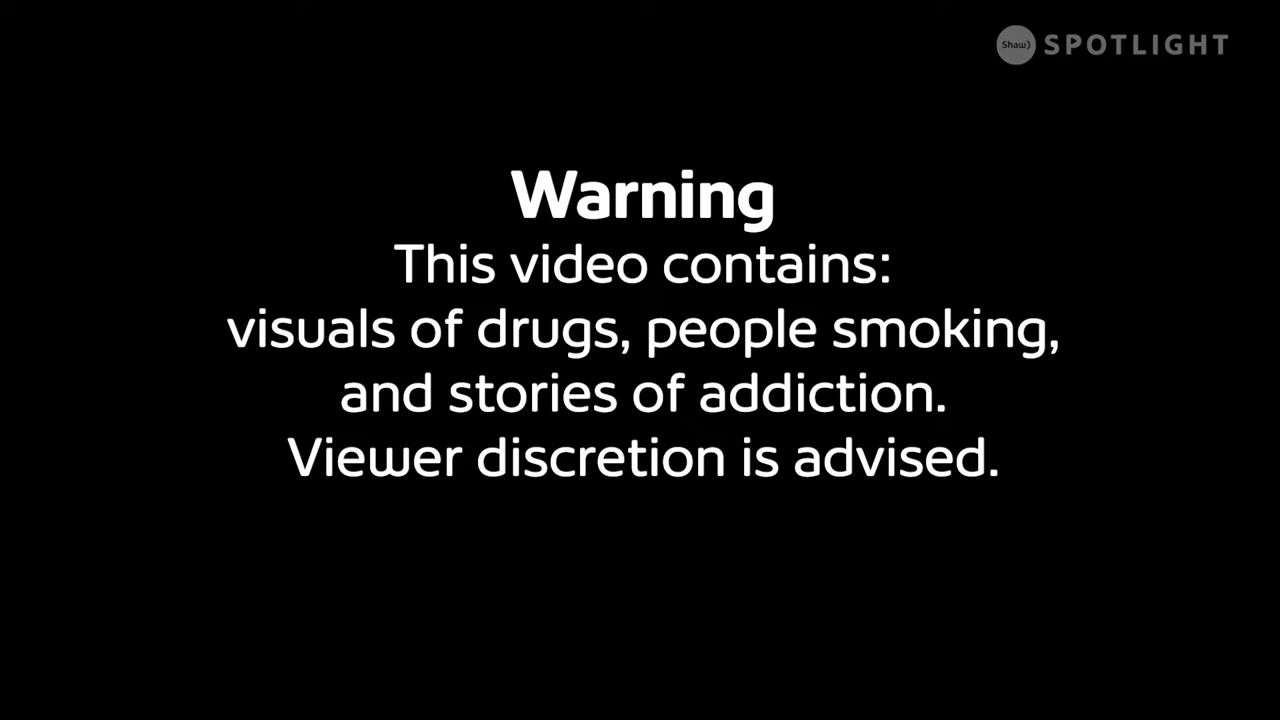 Shaw) SPOTLIGHT
Warning
This video contains:
visuals of drugs, people smoking,
and stories of addiction.
Viewer discretion is advised.